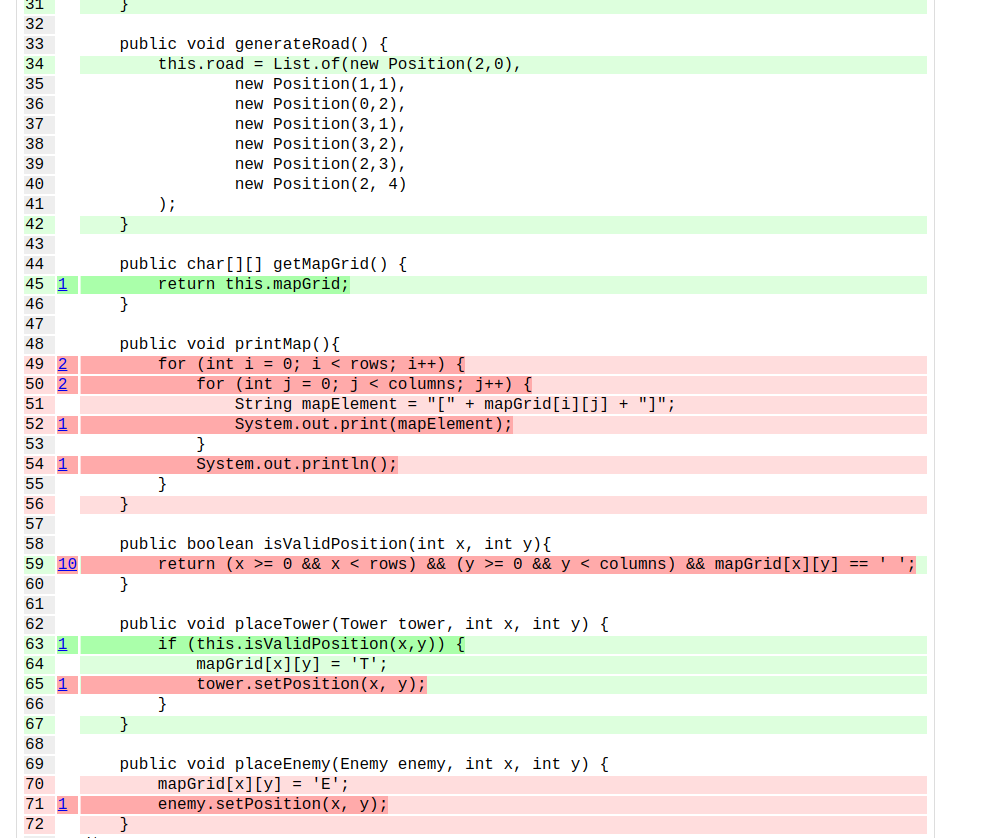 31 }
32
33 public void generateRoad() {
34 this.road = List.of(new Position(2,0),
35 new Position(1,1),
36 new Position(0,2),
37 new Position(3,1),
38 new Position(3,2),
39 new Position(2,3),
40 new Position(2, 4)
41 );
42 }
43
44 public char[][] getMapGrid() {
45 1 return this.mapGrid;
46 }
47
48 public void printMap(){
49 2 for (int i = 0; i < rows; i++) {
50 2 for (int j = 0; j < columns; j++) {
51 String mapElement = "[" + mapGrid[i][j] + "]";
52 1 System.out.print(mapElement);
53 }
54 1 System.out.println();
55 }
56 }
57
58 public boolean isValidPosition(int x, int y){
59 10 return (x >= 0 && x < rows) && (y >= 0 && y < columns) && mapGrid[x][y] == ' ';
60 }
61
62 public void placeTower(Tower tower, int x, int y) {
63 1 if (this.isValidPosition(x,y)) {
64 mapGrid[x][y] = 'T';
65 1 tower.setPosition(x, y);
66 }
67 }
68
69 public void placeEnemy(Enemy enemy, int x, int y) {
70 mapGrid[x][y] = 'E';
71 1 enemy.setPosition(x, y);
72 }